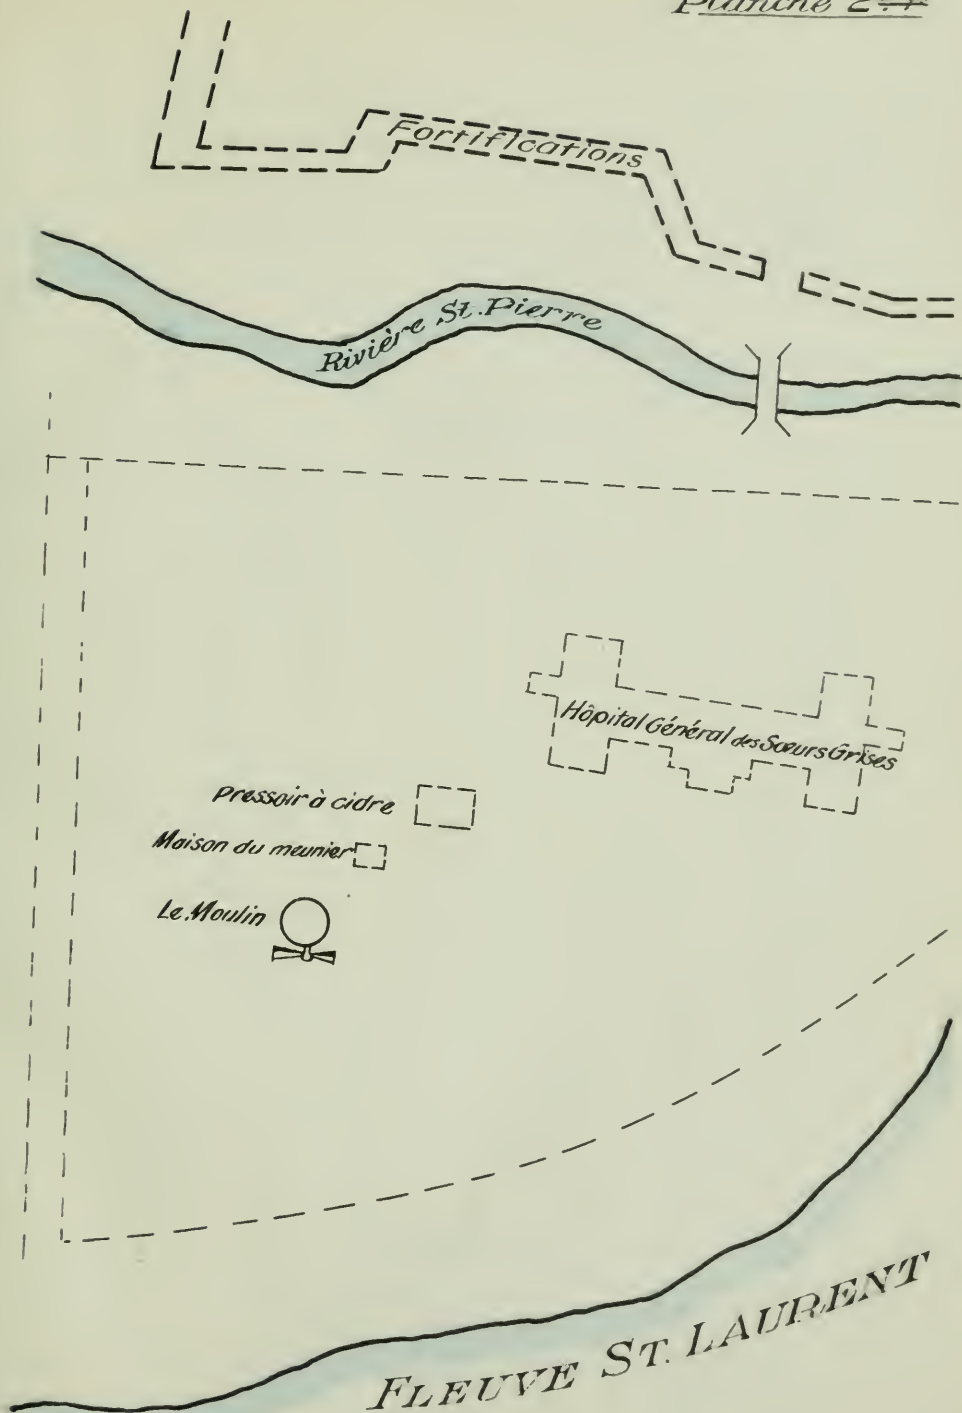 Planche
Fortifications
Rivière St. Pierre
Hôpital Général des Sœurs Grises
Pressoir à cidre
Maison du meunier
Le Moulin
FLEUVE ST. LAURENT